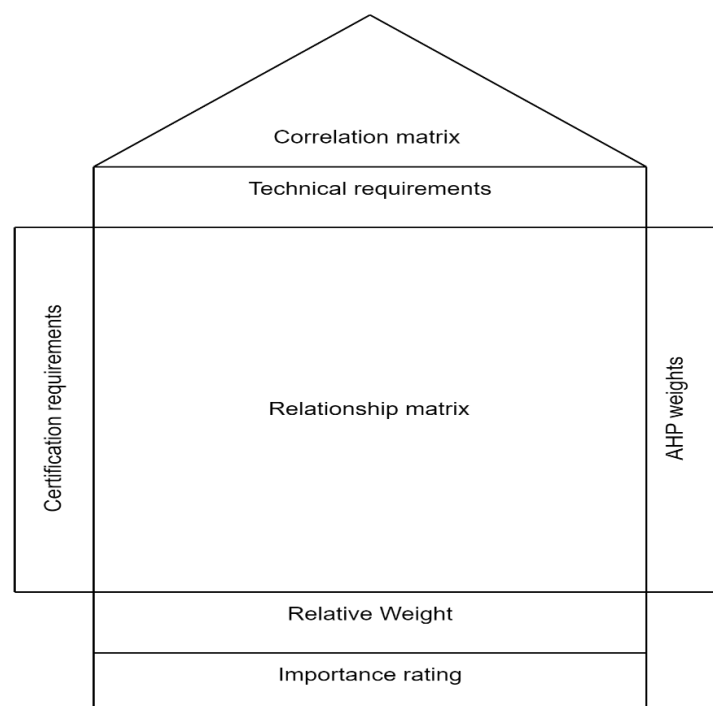 Correlation matrix
Technical requirements
Certification requirements
Relationship matrix
AHP weights
Relative Weight
Importance rating